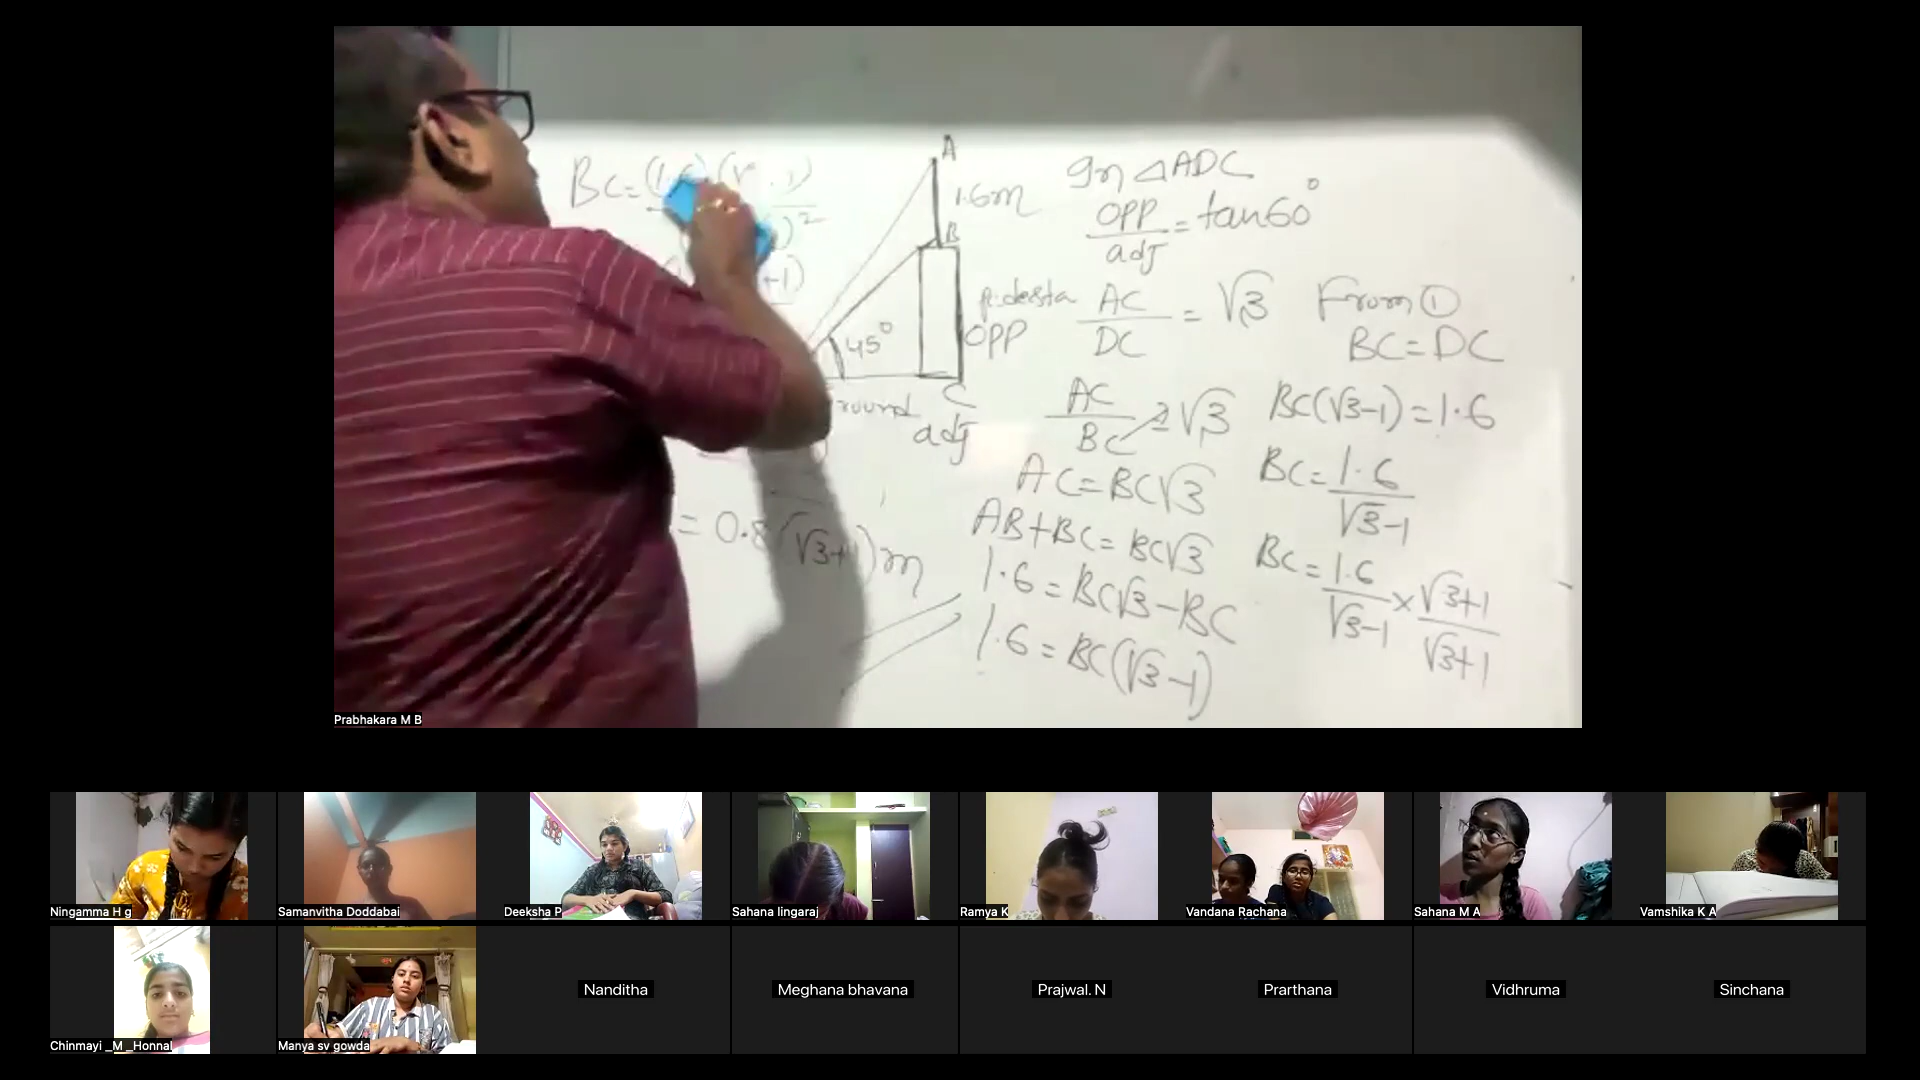 BC=
A
1.6m
B
45°
OPP
C
adj
= 0.8(√3+1)m
In △ADC
OPP/adj = tan60°
AC/DC = √3
AC/BC = √3
AC=BC√3
AB+BC=BC√3
1.6=BC√3-BC
1.6=BC(√3-1)
From ①
BC=DC
BC(√3-1)=1.6
BC=1.6/√3-1
BC=1.6/√3-1×√3+1/√3+1
Prabhakara M B
Ningamma H g
Samanvitha Doddabai
Deeksha P
Sahana lingaraj
Ramya K
Vandana Rachana
Sahana M A
Vamshika K A
Chinmayi _M _Honnal
Manya sv gowda
Nanditha
Meghana bhavana
Prajwal. N
Prarthana
Vidhruma
Sinchana